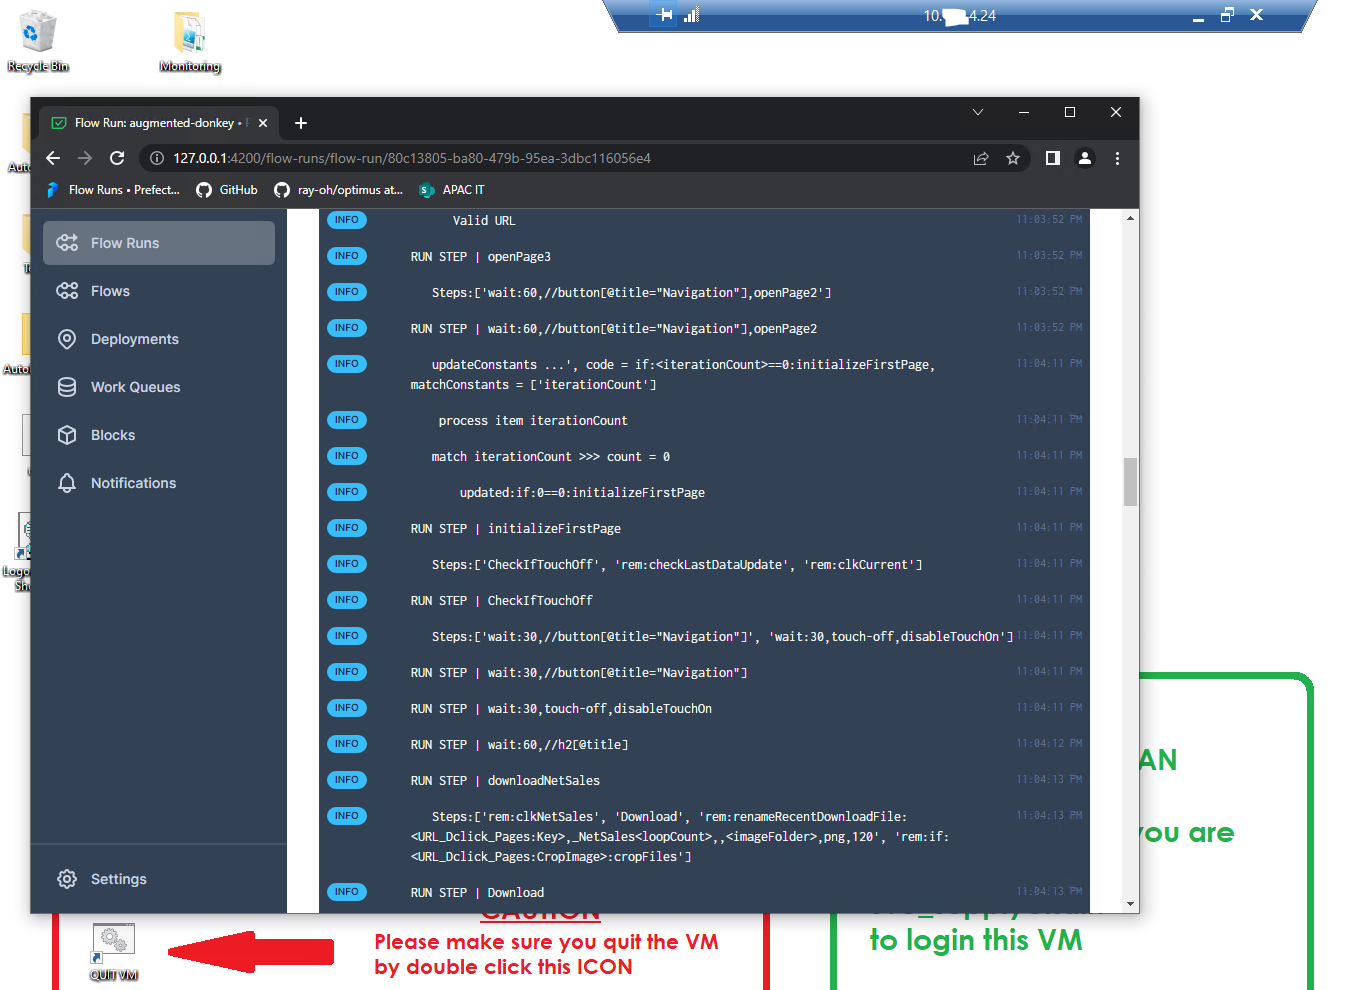 10. 4.24
Recycle Bin
Monitoring
Flow Run: augmented-donkey •
127.0.0.1:4200/flow-runs/flow-run/80c13805-ba80-479b-95ea-3dbc116056e4
Flow Runs • Prefect...
GitHub
ray-oh/optimus at...
APAC IT
Flow Runs
Flows
Deployments
Work Queues
Blocks
Notifications
Settings
INFO Valid URL 11:03:52 PM
INFO RUN STEP | openPage3 11:03:52 PM
INFO Steps:['wait:60,//button[@title="Navigation"],openPage2'] 11:03:52 PM
INFO RUN STEP | wait:60,//button[@title="Navigation"],openPage2 11:03:52 PM
INFO updateConstants ...', code = if:<iterationCount>==0:initializeFirstPage, 11:04:11 PM
matchConstants = ['iterationCount']
INFO process item iterationCount 11:04:11 PM
INFO match iterationCount >>> count = 0 11:04:11 PM
INFO updated:if:0==0:initializeFirstPage 11:04:11 PM
INFO RUN STEP | initializeFirstPage 11:04:11 PM
INFO Steps:['CheckIfTouchOff', 'rem:checkLastDataUpdate', 'rem:clkCurrent'] 11:04:11 PM
INFO RUN STEP | CheckIfTouchOff 11:04:11 PM
INFO Steps:['wait:30,//button[@title="Navigation"]', 'wait:30,touch-off,disableTouchOn'] 11:04:11 PM
INFO RUN STEP | wait:30,//button[@title="Navigation"] 11:04:11 PM
INFO RUN STEP | wait:30,touch-off,disableTouchOn 11:04:11 PM
INFO RUN STEP | wait:60,//h2[@title] 11:04:12 PM
INFO RUN STEP | downloadNetSales 11:04:13 PM
INFO Steps:['rem:clkNetSales', 'Download', 'rem:renameRecentDownloadFile: 11:04:13 PM
<URL_Dclick_Pages:Key>,_NetSales<loopCount>,,<imageFolder>,png,120', 'rem:if:
<URL_Dclick_Pages:CropImage>:cropFiles']
INFO RUN STEP | Download 11:04:13 PM
AN
you are
to login this VM
CAUTION
Please make sure you quit the VM
by double click this ICON
QUIT VM